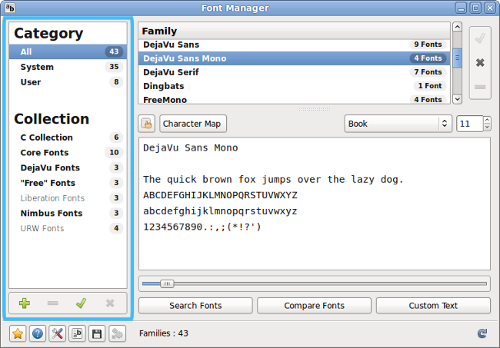 Font Manager
Category
All 43
System 35
User 8
Collection
C Collection 6
Core Fonts 10
DejaVu Fonts 3
"Free" Fonts 3
Liberation Fonts 3
Nimbus Fonts 3
URW Fonts 4
Family
DejaVu Sans 9 Fonts
DejaVu Sans Mono 4 Fonts
DejaVu Serif 7 Fonts
Dingbats 1 Font
FreeMono 4 Fonts
Character Map Book 11
DejaVu Sans Mono
The quick brown fox jumps over the lazy dog.
ABCDEFGHIJKLMNOPQRSTUVWXYZ
abcdefghijklmnopqrstuvwxyz
1234567890.:,;(*!?')
Search Fonts Compare Fonts Custom Text
Families : 43